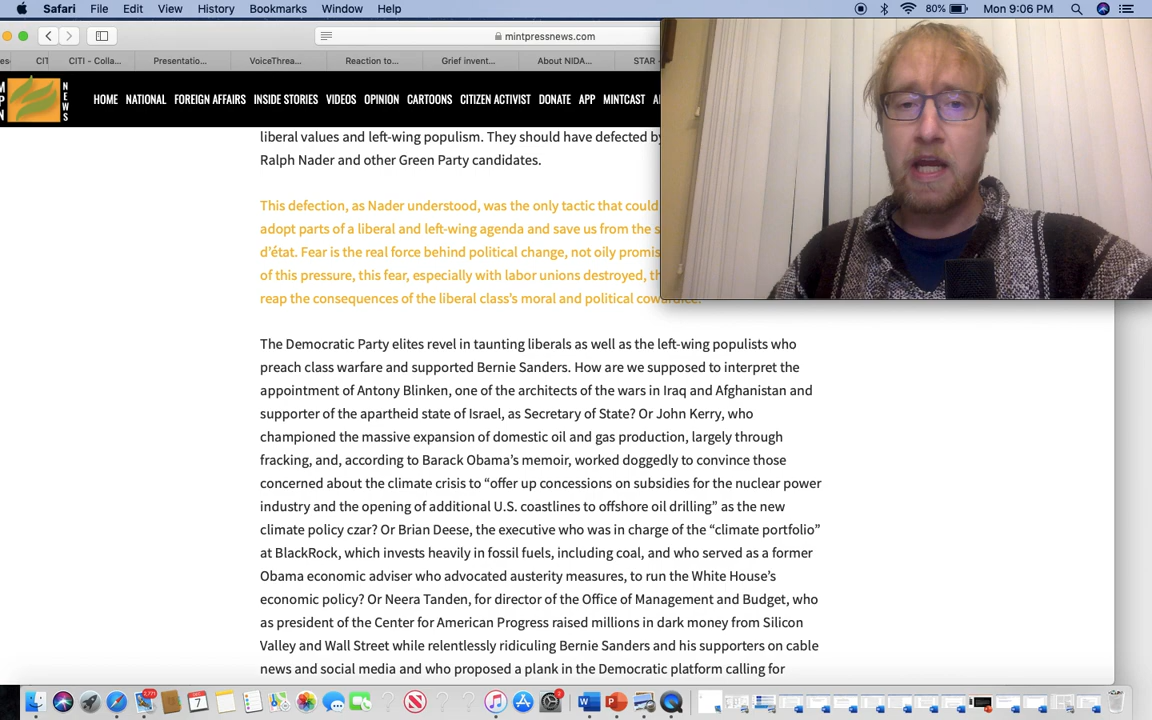 Safari File Edit View History Bookmarks Window Help 80% Mon 9:06 PM
mintpressnews.com
CIT CITI - Colla... Presentatio... VoiceThrea... Reaction to... Grief invent... About NIDA... STAR -
NEWS
HOME NATIONAL FOREIGN AFFAIRS INSIDE STORIES VIDEOS OPINION CARTOONS CITIZEN ACTIVIST DONATE APP MINTCAST
liberal values and left-wing populism. They should have defected by
Ralph Nader and other Green Party candidates.
This defection, as Nader understood, was the only tactic that could
adopt parts of a liberal and left-wing agenda and save us from the s
d’état. Fear is the real force behind political change, not oily promis
of this pressure, this fear, especially with labor unions destroyed, th
reap the consequences of the liberal class’s moral and political cowardice.
The Democratic Party elites revel in taunting liberals as well as the left-wing populists who
preach class warfare and supported Bernie Sanders. How are we supposed to interpret the
appointment of Antony Blinken, one of the architects of the wars in Iraq and Afghanistan and
supporter of the apartheid state of Israel, as Secretary of State? Or John Kerry, who
championed the massive expansion of domestic oil and gas production, largely through
fracking, and, according to Barack Obama’s memoir, worked doggedly to convince those
concerned about the climate crisis to “offer up concessions on subsidies for the nuclear power
industry and the opening of additional U.S. coastlines to offshore oil drilling” as the new
climate policy czar? Or Brian Deese, the executive who was in charge of the “climate portfolio”
at BlackRock, which invests heavily in fossil fuels, including coal, and who served as a former
Obama economic adviser who advocated austerity measures, to run the White House’s
economic policy? Or Neera Tanden, for director of the Office of Management and Budget, who
as president of the Center for American Progress raised millions in dark money from Silicon
Valley and Wall Street while relentlessly ridiculing Bernie Sanders and his supporters on cable
news and social media and who proposed a plank in the Democratic platform calling for
7